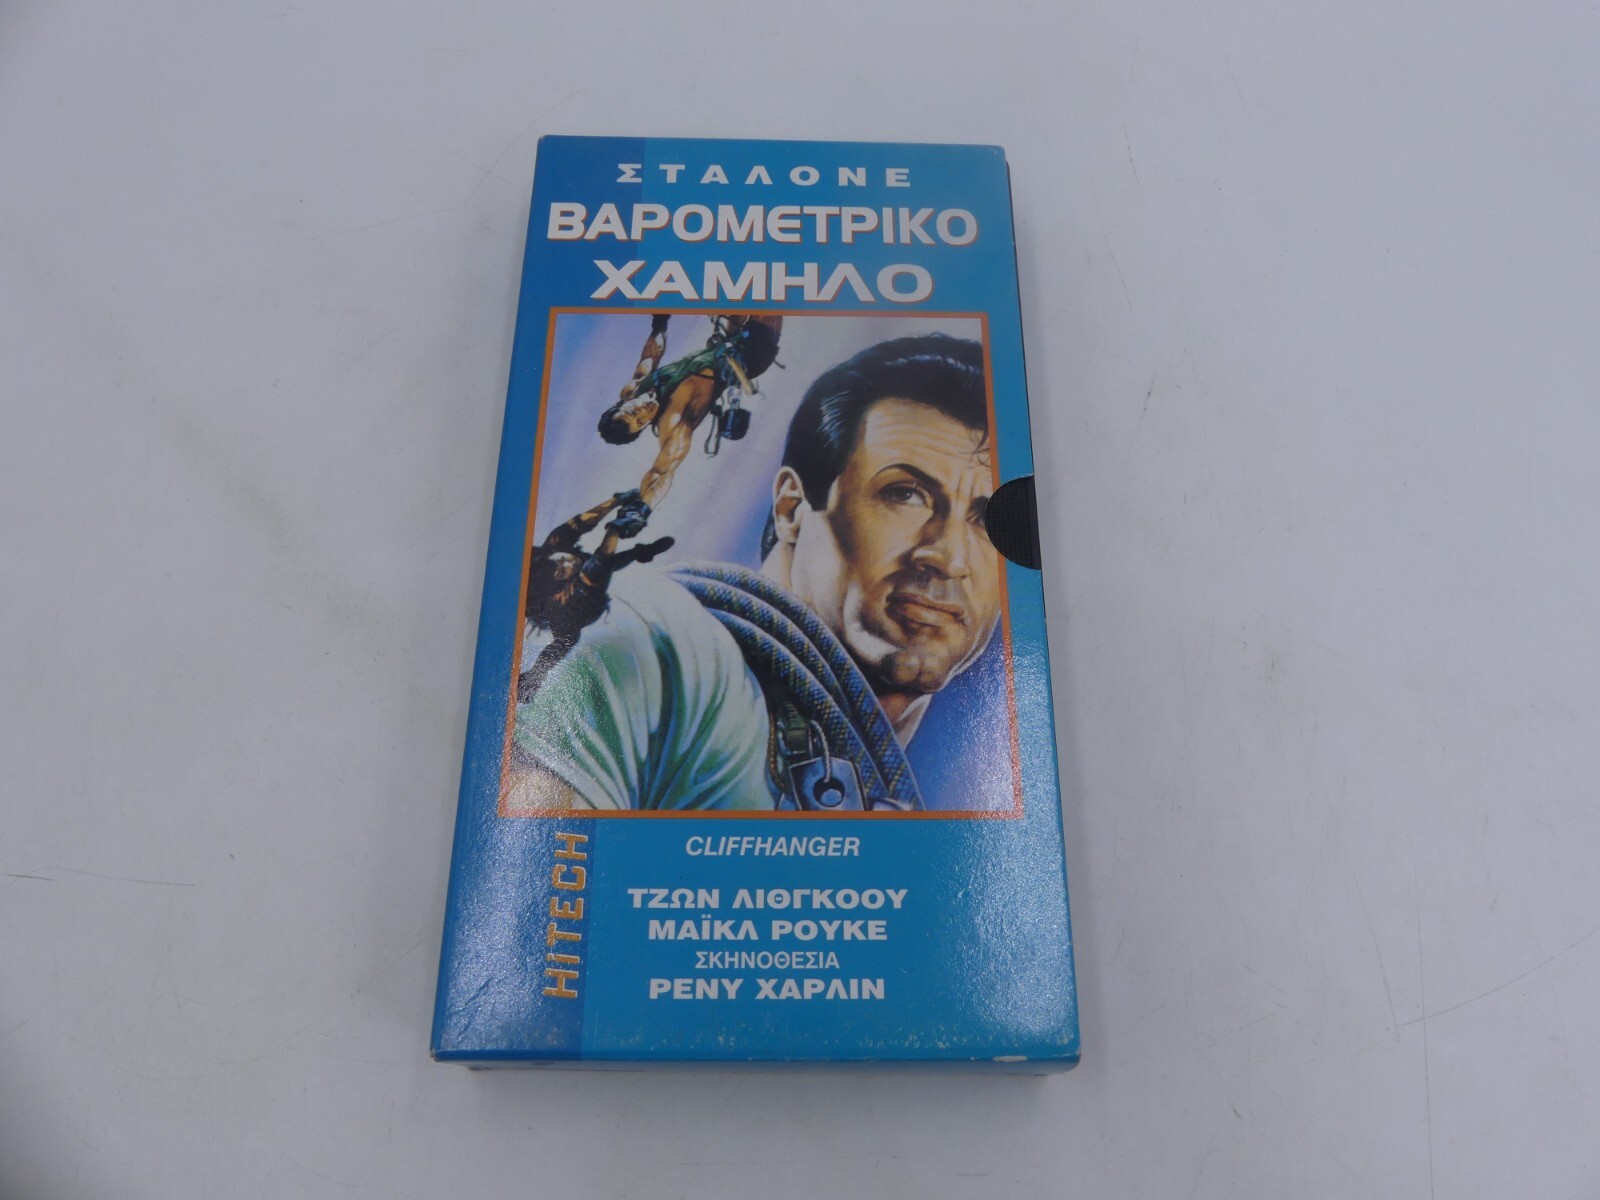 ΣΤΑΛΟΝΕ
ΒΑΡΟΜΕΤΡΙΚΟ
ΧΑΜΗΛΟ
CLIFFHANGER
ΤΖΩΝ ΛΙΘΓΚΟΟΥ
ΜΑΪΚΛ ΡΟΥΚΕ
ΣΚΗΝΟΘΕΣΙΑ
ΡΕΝΥ ΧΑΡΛΙΝ
HITECH